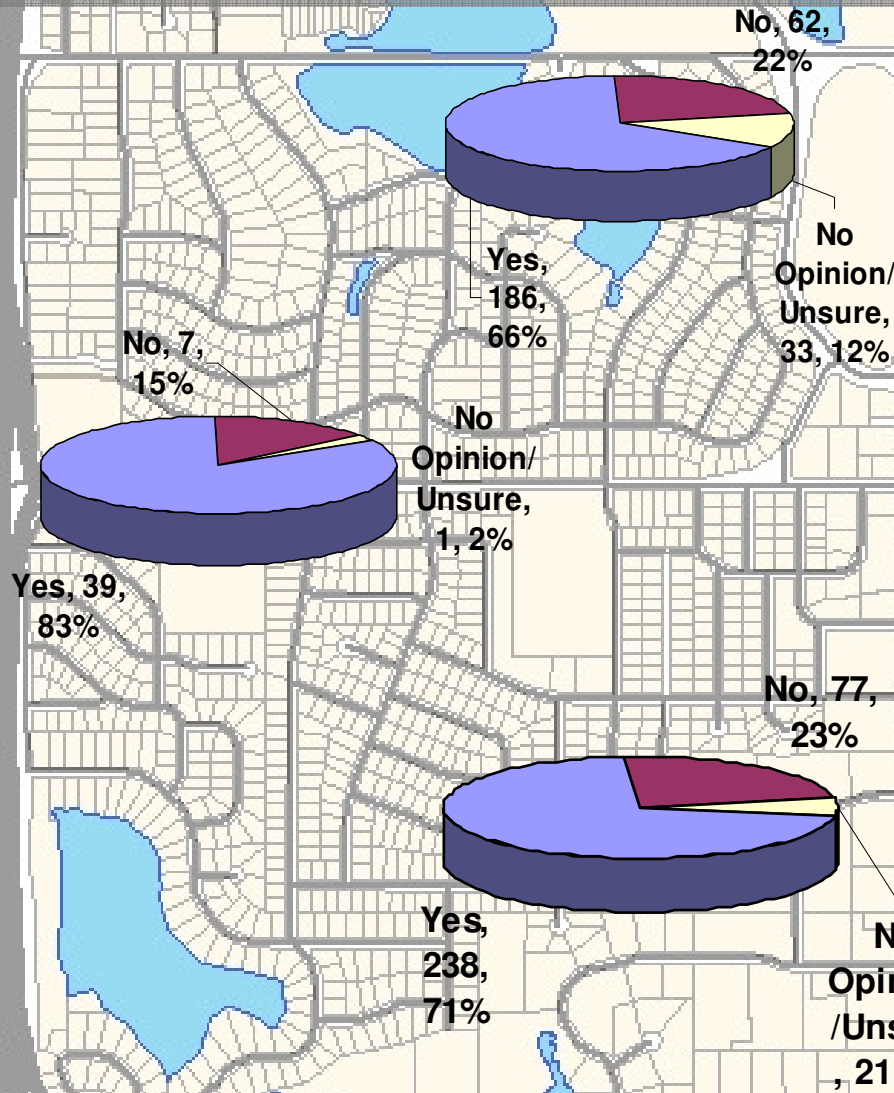 No, 62,
22%
No
Opinion/
Unsure,
33, 12%
Yes,
186,
66%
No, 7,
15%
No
Opinion/
Unsure,
1, 2%
Yes, 39,
83%
No, 77,
23%
Yes,
238,
71%
, 21